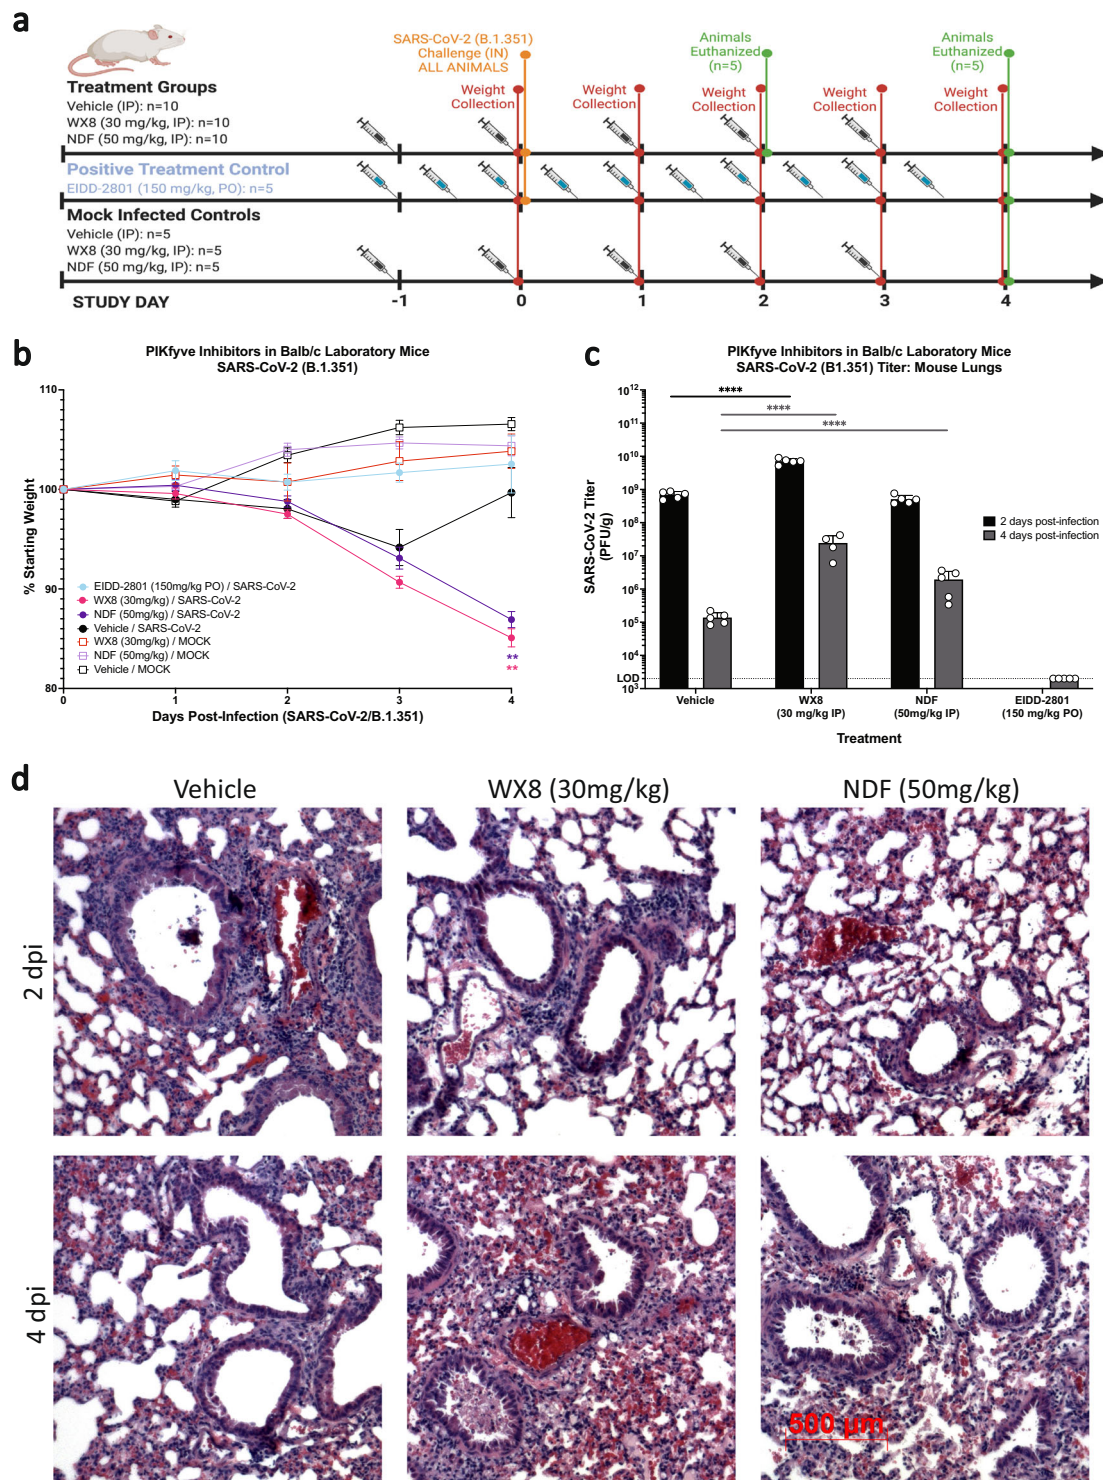 a
SARS-CoV-2 (B.1.351)
Challenge (IN)
ALL ANIMALS
Animals
Euthanized
(n=5)
Animals
Euthanized
(n=5)
Treatment Groups
Vehicle (IP): n=10
WX8 (30 mg/kg, IP): n=10
NDF (50 mg/kg, IP): n=10
Weight
Collection
Weight
Collection
Weight
Collection
Weight
Collection
Weight
Collection
Positive Treatment Control
EIDD-2801 (150 mg/kg, PO): n=5
Mock Infected Controls
Vehicle (IP): n=5
WX8 (30 mg/kg, IP): n=5
NDF (50 mg/kg, IP): n=5
STUDY DAY -1 0 1 2 3 4
b
PIKfyve Inhibitors in Balb/c Laboratory Mice
SARS-CoV-2 (B.1.351)
% Starting Weight
110
100
90
80
EIDD-2801 (150mg/kg PO) / SARS-CoV-2
WX8 (30mg/kg) / SARS-CoV-2
NDF (50mg/kg) / SARS-CoV-2
Vehicle / SARS-CoV-2
WX8 (30mg/kg) / MOCK
NDF (50mg/kg) / MOCK
Vehicle / MOCK
**
**
0 1 2 3 4
Days Post-Infection (SARS-CoV-2/B.1.351)
c
PIKfyve Inhibitors in Balb/c Laboratory Mice
SARS-CoV-2 (B1.351) Titer: Mouse Lungs
SARS-CoV-2 Titer
(PFU/g)
10¹²
10¹¹
10¹⁰
10⁹
10⁸
10⁷
10⁶
10⁵
10⁴
LOD
10³
****
****
****
2 days post-infection
4 days post-infection
Vehicle WX8 NDF EIDD-2801
(30 mg/kg IP) (50mg/kg IP) (150 mg/kg PO)
Treatment
d
Vehicle WX8 (30mg/kg) NDF (50mg/kg)
2 dpi
4 dpi
500 µm